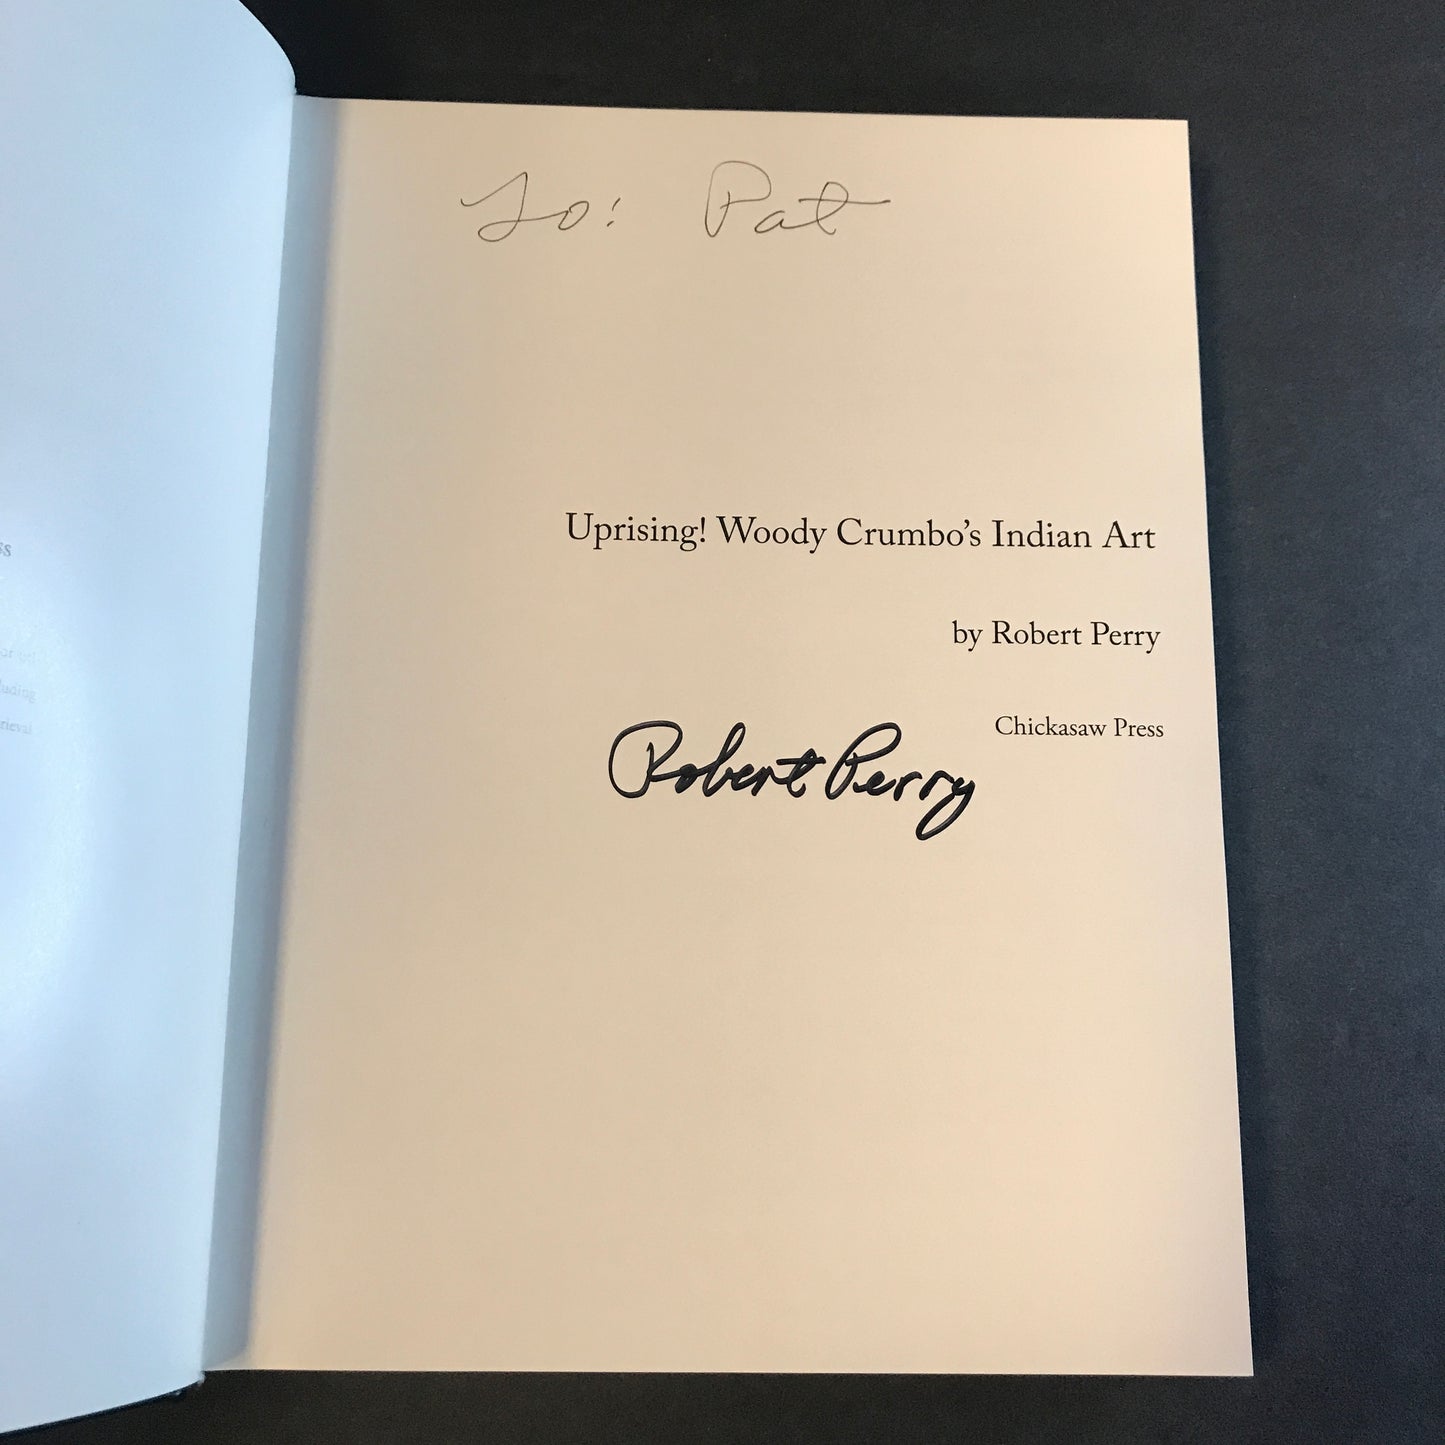 To: Pat
Uprising! Woody Crumbo's Indian Art
by Robert Perry
Chickasaw Press
Robert Perry